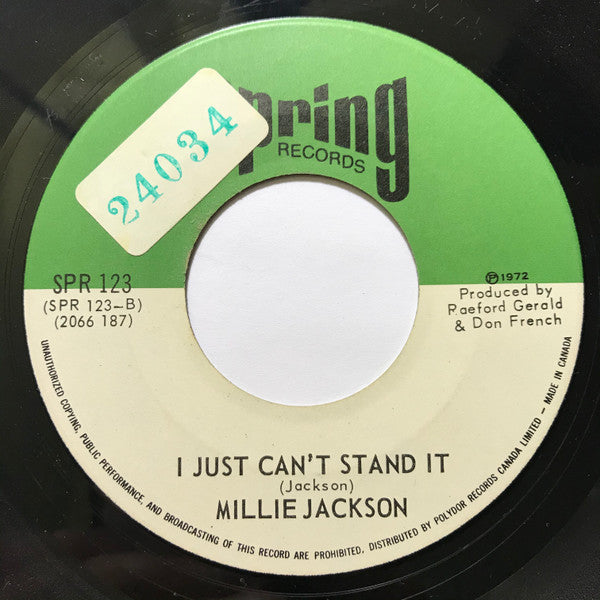 pring
RECORDS
24034
SPR 123
(SPR 123-B)
(2066 187)
℗1972
Produced by
Raeford Gerald
& Don French
I JUST CAN'T STAND IT
(Jackson)
MILLIE JACKSON
UNAUTHORIZED COPYING, PUBLIC PERFORMANCE, AND BROADCASTING OF THIS RECORD ARE PROHIBITED, DISTRIBUTED BY POLYDOR RECORDS CANADA LIMITED – MADE IN CANADA